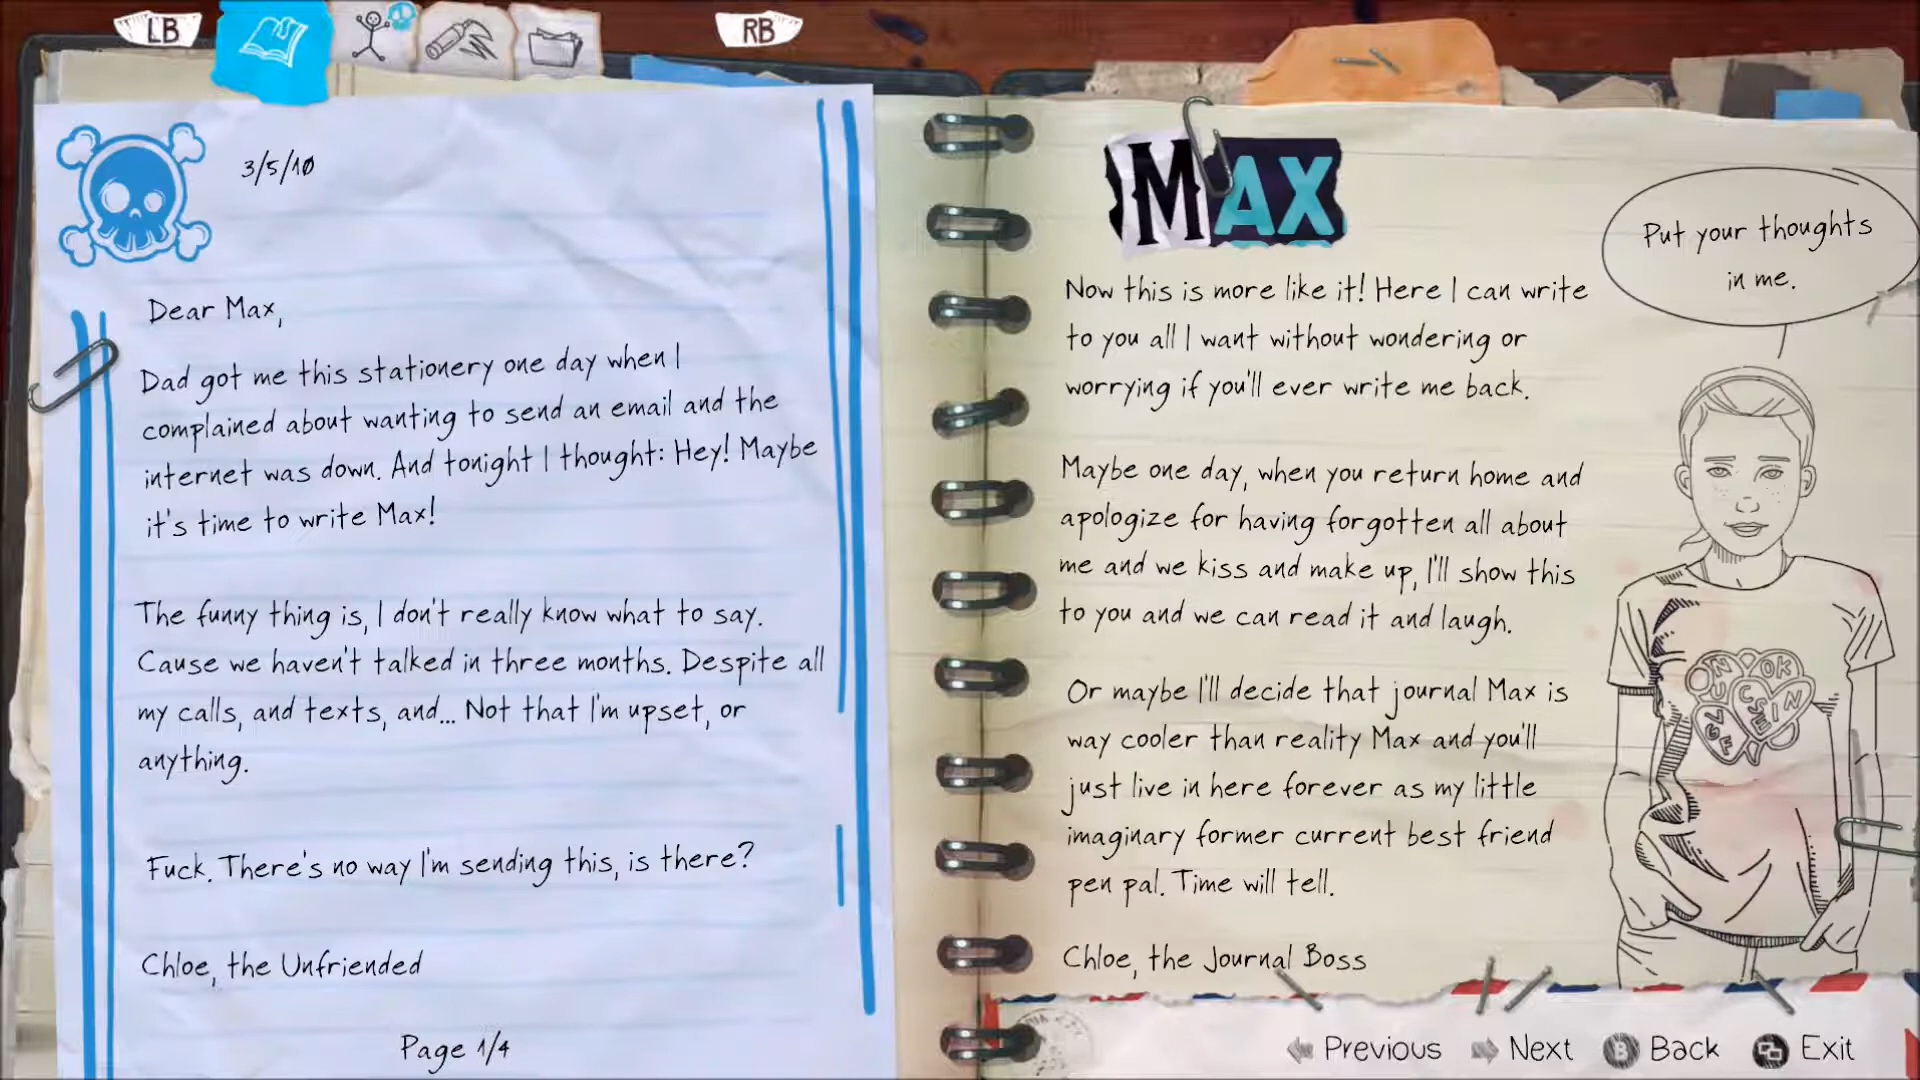 LB
RB
3/5/10
Dear Max,
Dad got me this stationery one day when I
complained about wanting to send an email and the
internet was down. And tonight I thought: Hey! Maybe
it's time to write Max!
The funny thing is, I don't really know what to say.
Cause we haven't talked in three months. Despite all
my calls, and texts, and... Not that I'm upset, or
anything.
Fuck. There's no way I'm sending this, is there?
Chloe, the Unfriended
Page 1/4
MAX
Now this is more like it! Here I can write
to you all I want without wondering or
worrying if you'll ever write me back.
Maybe one day, when you return home and
apologize for having forgotten all about
me and we kiss and make up, I'll show this
to you and we can read it and laugh.
Or maybe I'll decide that journal Max is
way cooler than reality Max and you'll
just live in here forever as my little
imaginary former current best friend
pen pal. Time will tell.
Chloe, the Journal Boss
Put your thoughts
in me.
Previous
Next
B Back
Exit